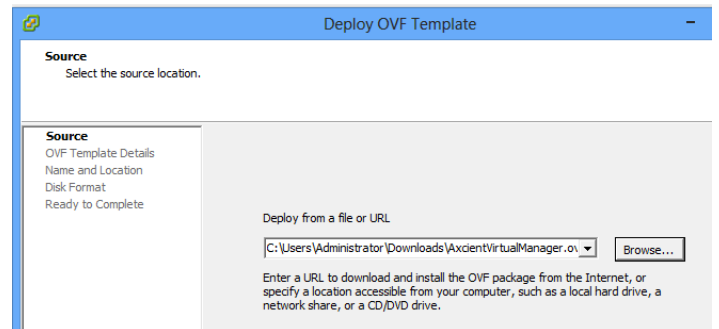 Deploy OVF Template
Source
Select the source location.
Source
OVF Template Details
Name and Location
Disk Format
Ready to Complete
Deploy from a file or URL
C:\Users\Administrator\Downloads\AxcientVirtualManager.ov
Browse...
Enter a URL to download and install the OVF package from the Internet, or
specify a location accessible from your computer, such as a local hard drive, a
network share, or a CD/DVD drive.